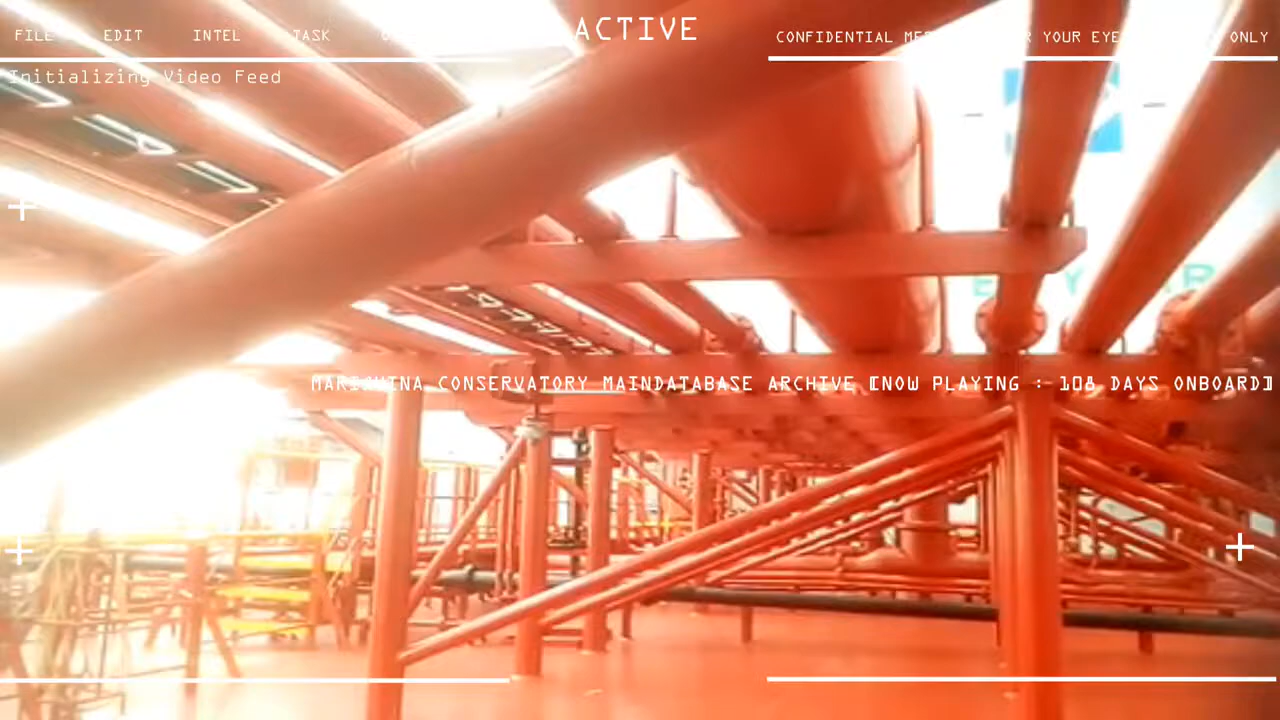 FILE EDIT INTEL TASK
ACTIVE
CONFIDENTIAL YOUR ONLY
Initializing Video Feed
MARIQUINA CONSERVATORY MAINDATABASE ARCHIVE [NOW PLAYING : 108 DAYS ONBOARD]